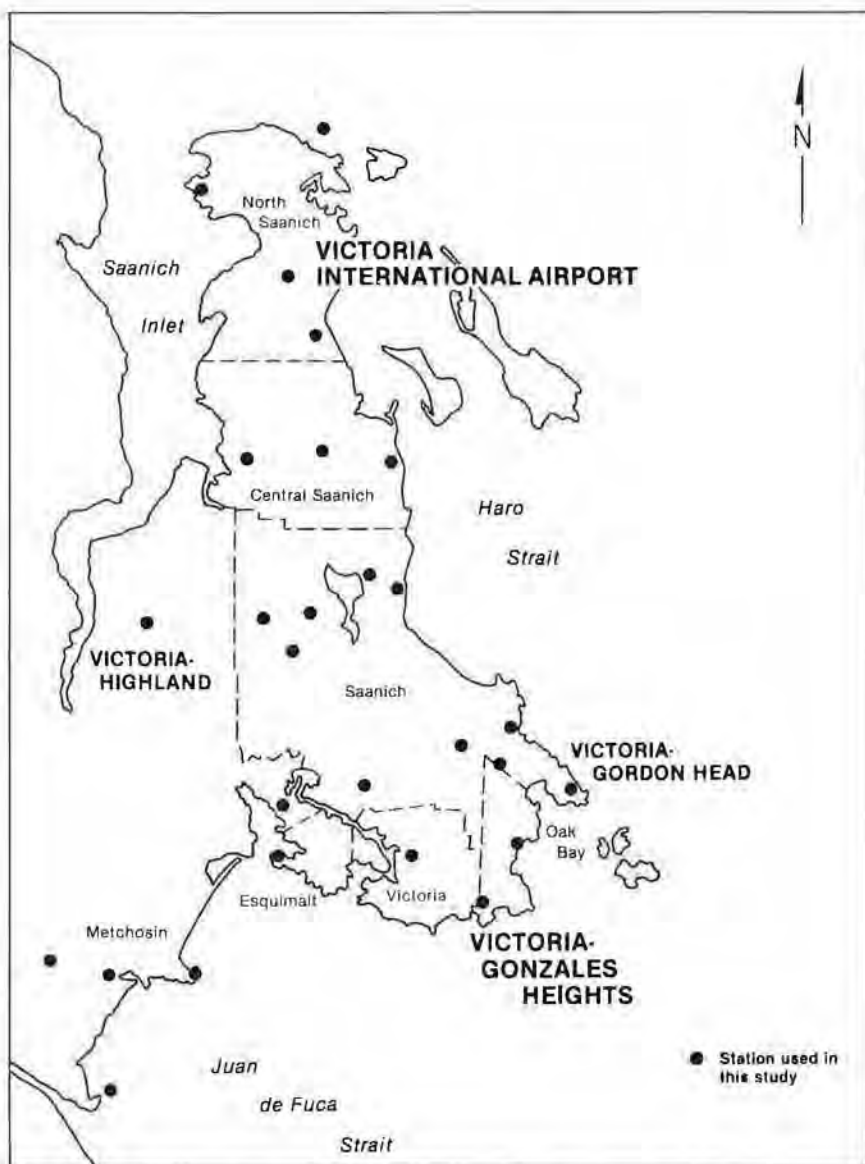 N
North
Saanich
VICTORIA
INTERNATIONAL AIRPORT
Saanich
Inlet
Central Saanich
Haro
Strait
VICTORIA-
HIGHLAND
Saanich
VICTORIA-
GORDON HEAD
Oak
Bay
Esquimalt
Victoria
Metchosin
VICTORIA-
GONZALES
HEIGHTS
Juan
de Fuca
Strait
Station used in
this study